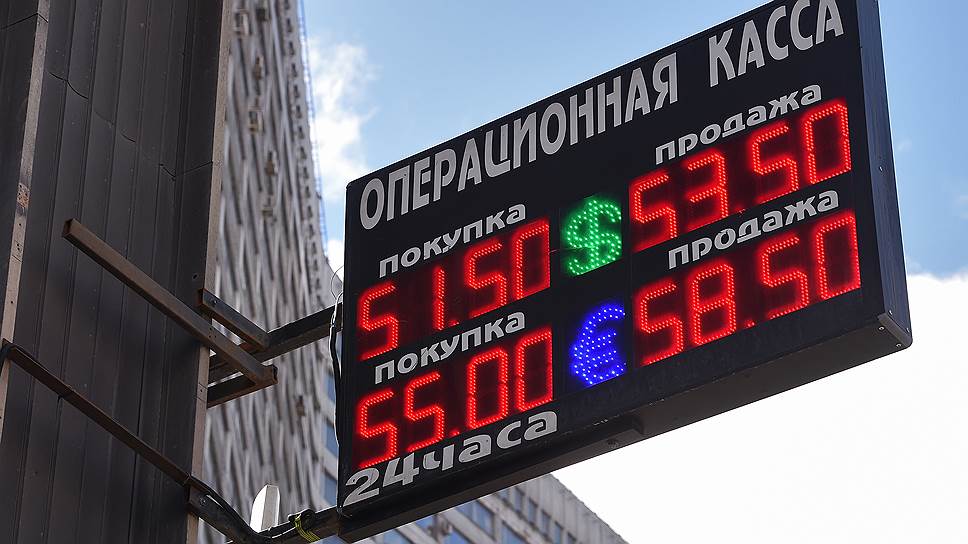 ОПЕРАЦИОННАЯ КАССА
покупка продажа
51.50 $ 53.50
покупка продажа
55.00 € 58.50
24часа